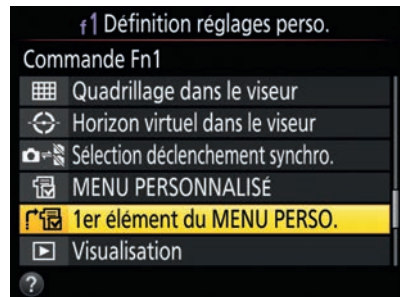 f1 Définition réglages perso.
Commande Fn1
Quadrillage dans le viseur
Horizon virtuel dans le viseur
Sélection déclenchement synchro.
MENU PERSONNALISÉ
1er élément du MENU PERSO.
Visualisation
?